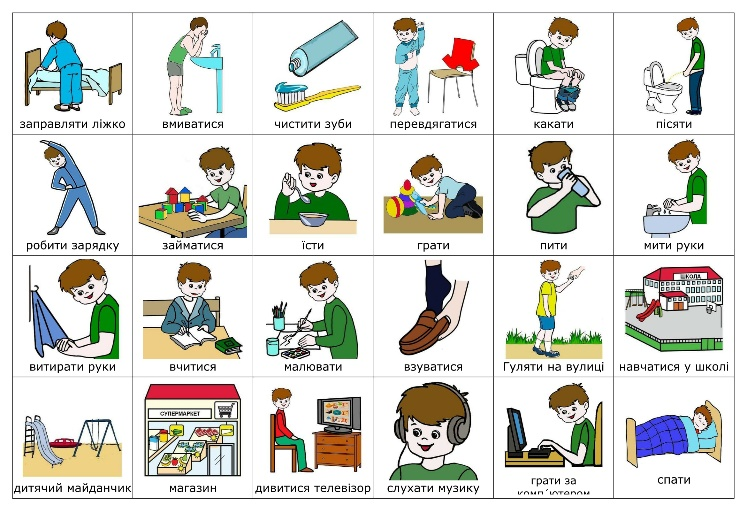 заправляти ліжко
вмиватися
чистити зуби
перевдягатися
какати
пісяти
робити зарядку
займатися
їсти
грати
пити
мити руки
витирати руки
вчитися
малювати
взуватися
Гуляти на вулиці
ШКОЛА
навчатися у школі
дитячий майданчик
СУПЕРМАРКЕТ
магазин
дивитися телевізор
слухати музику
грати за
комп´ютером
спати